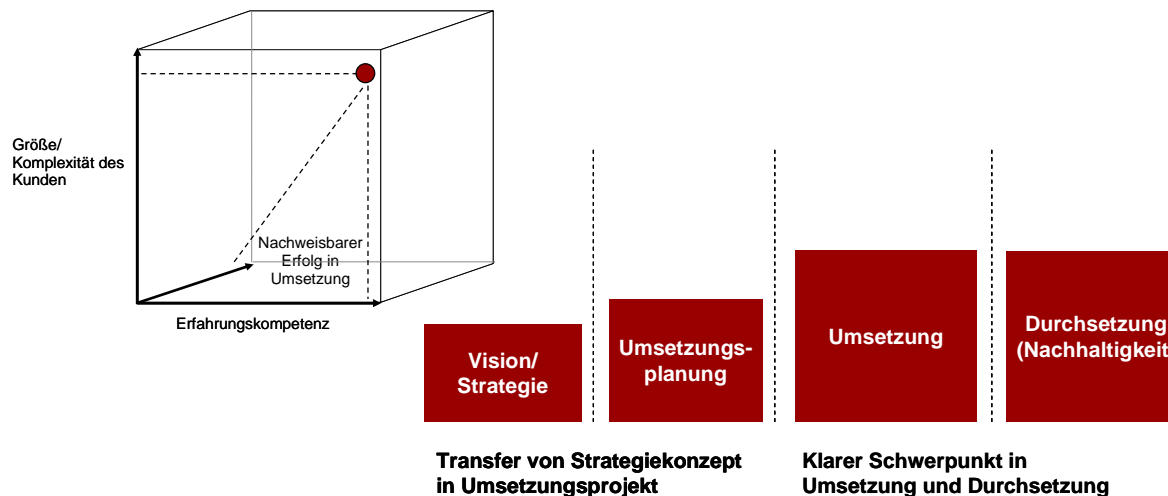 Größe/
Komplexität des
Kunden
Nachweisbarer
Erfolg in
Umsetzung
Erfahrungskompetenz
Vision/
Strategie
Umsetzungs-
planung
Umsetzung
Durchsetzung
(Nachhaltigkeit
Transfer von Strategiekonzept
in Umsetzungsprojekt
Klarer Schwerpunkt in
Umsetzung und Durchsetzung